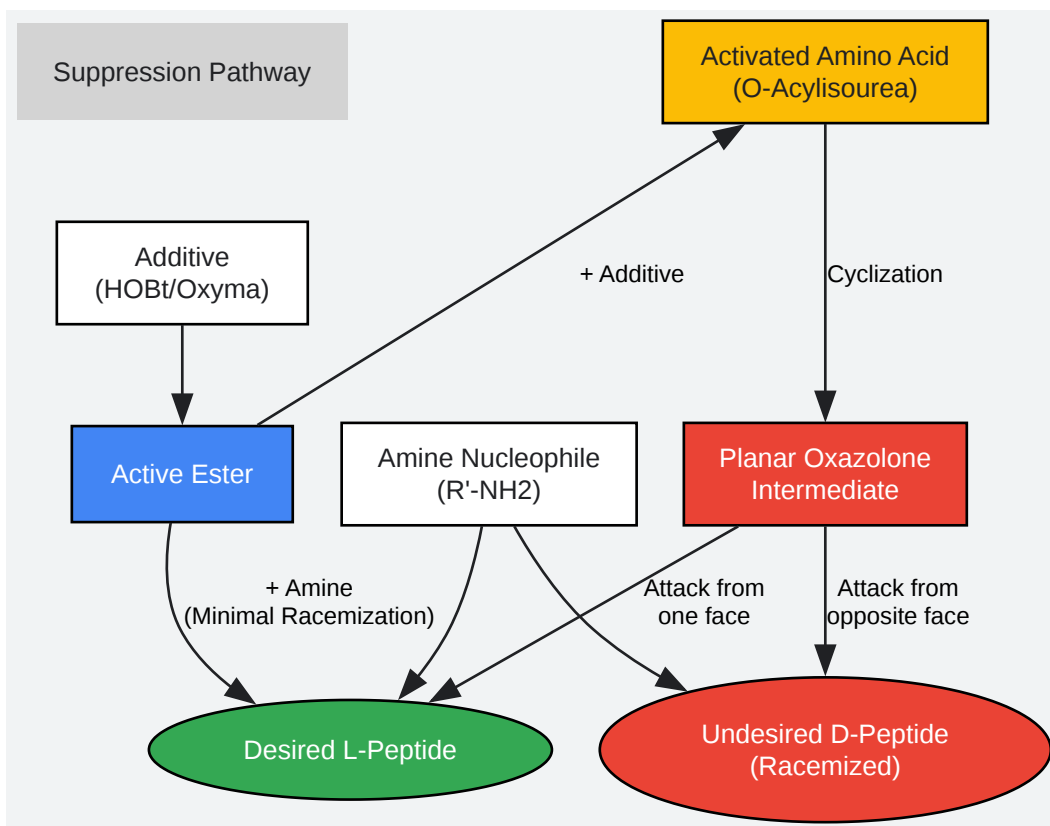 Suppression Pathway
Activated Amino Acid
(O-Acylisourea)
Additive
(HOBt/Oxyma)
+ Additive
Cyclization
Active Ester
Amine Nucleophile
(R'-NH2)
Planar Oxazolone
Intermediate
+ Amine
(Minimal Racemization)
Attack from
one face
Attack from
opposite face
Desired L-Peptide
Undesired D-Peptide
(Racemized)